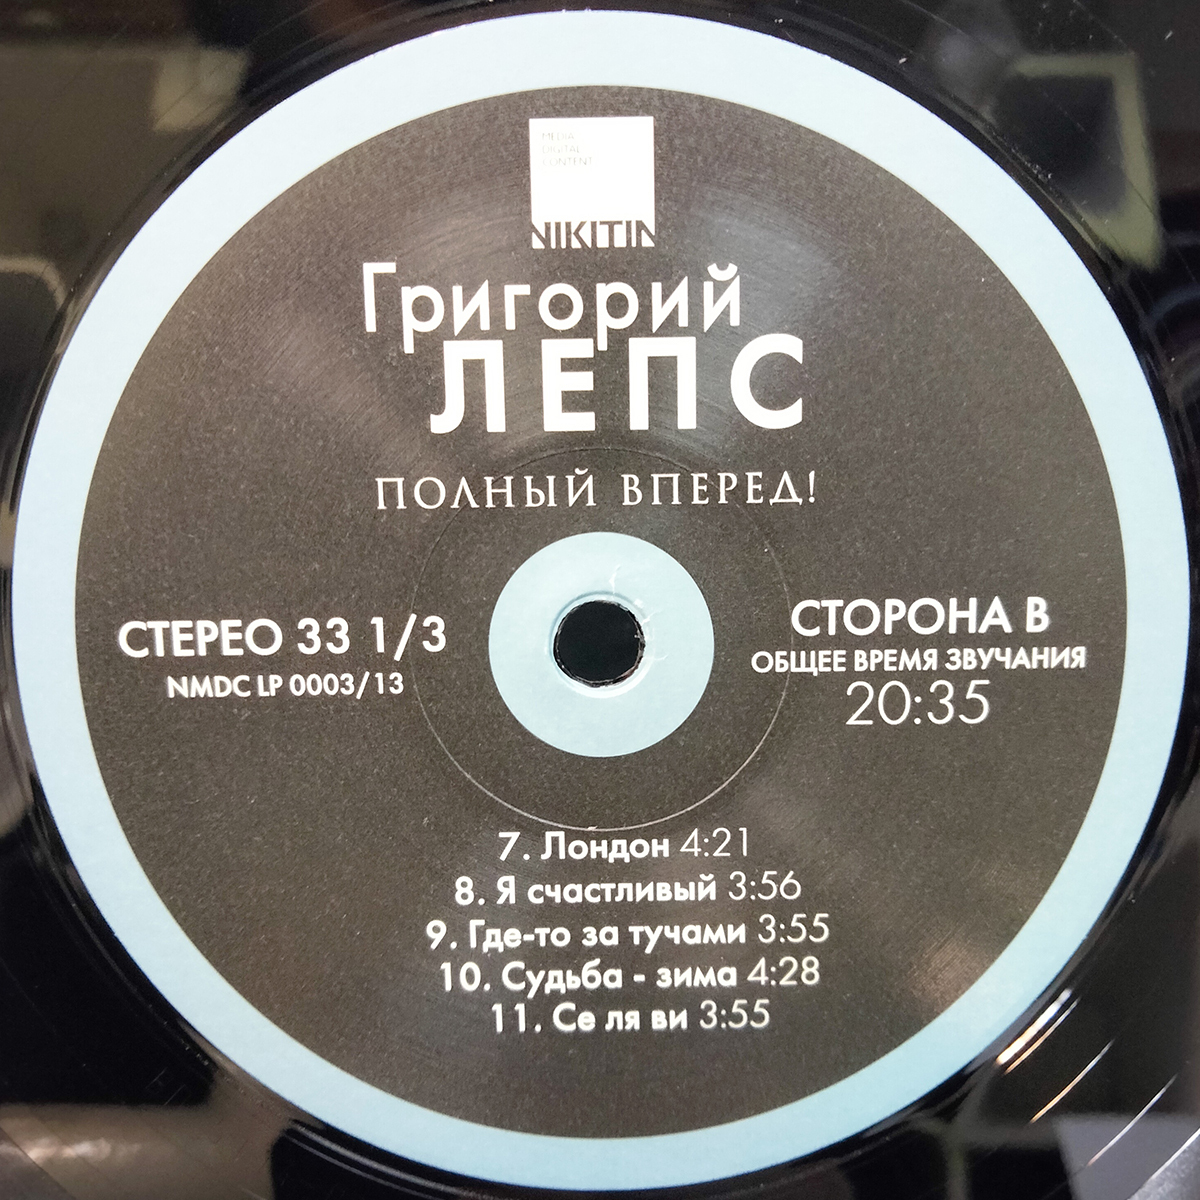 MEDIA
DIGITAL
CONTENT
NIKITIN
Григорий
ЛЕПС
ПОЛНЫЙ ВПЕРЕД!
СТЕРЕО 33 1/3
NMDC LP 0003/13
СТОРОНА В
ОБЩЕЕ ВРЕМЯ ЗВУЧАНИЯ
20:35
7. Лондон 4:21
8. Я счастливый 3:56
9. Где-то за тучами 3:55
10. Судьба - зима 4:28
11. Се ля ви 3:55